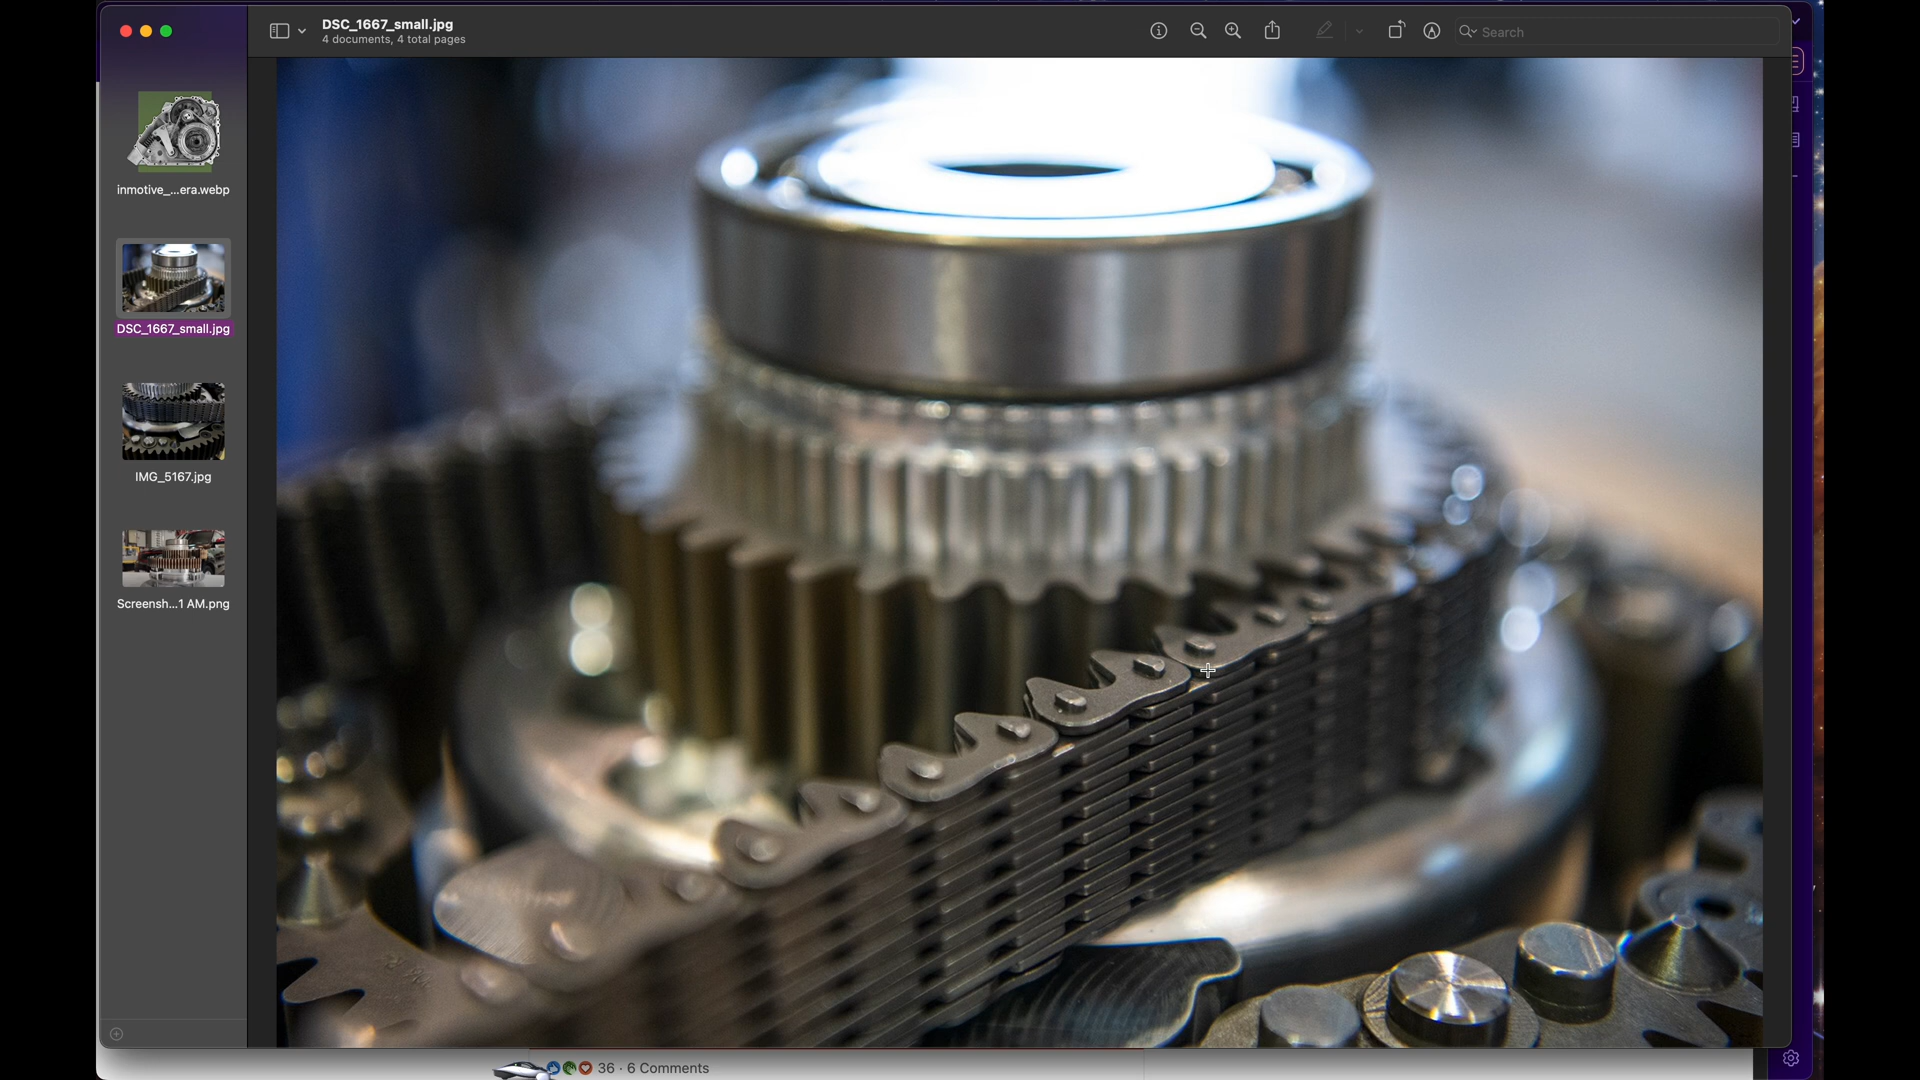 DSC_1667_small.jpg
4 documents, 4 total pages
Search
inmotive_...era.webp
DSC_1667_small.jpg
IMG_5167.jpg
Screensh...1 AM.png
36 · 6 Comments